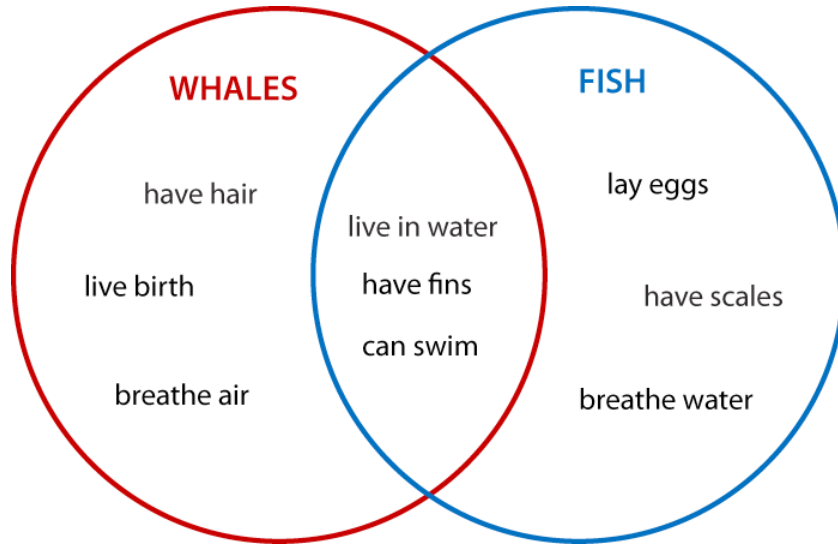 WHALES
have hair
live birth
breathe air
live in water
have fins
can swim
FISH
lay eggs
have scales
breathe water